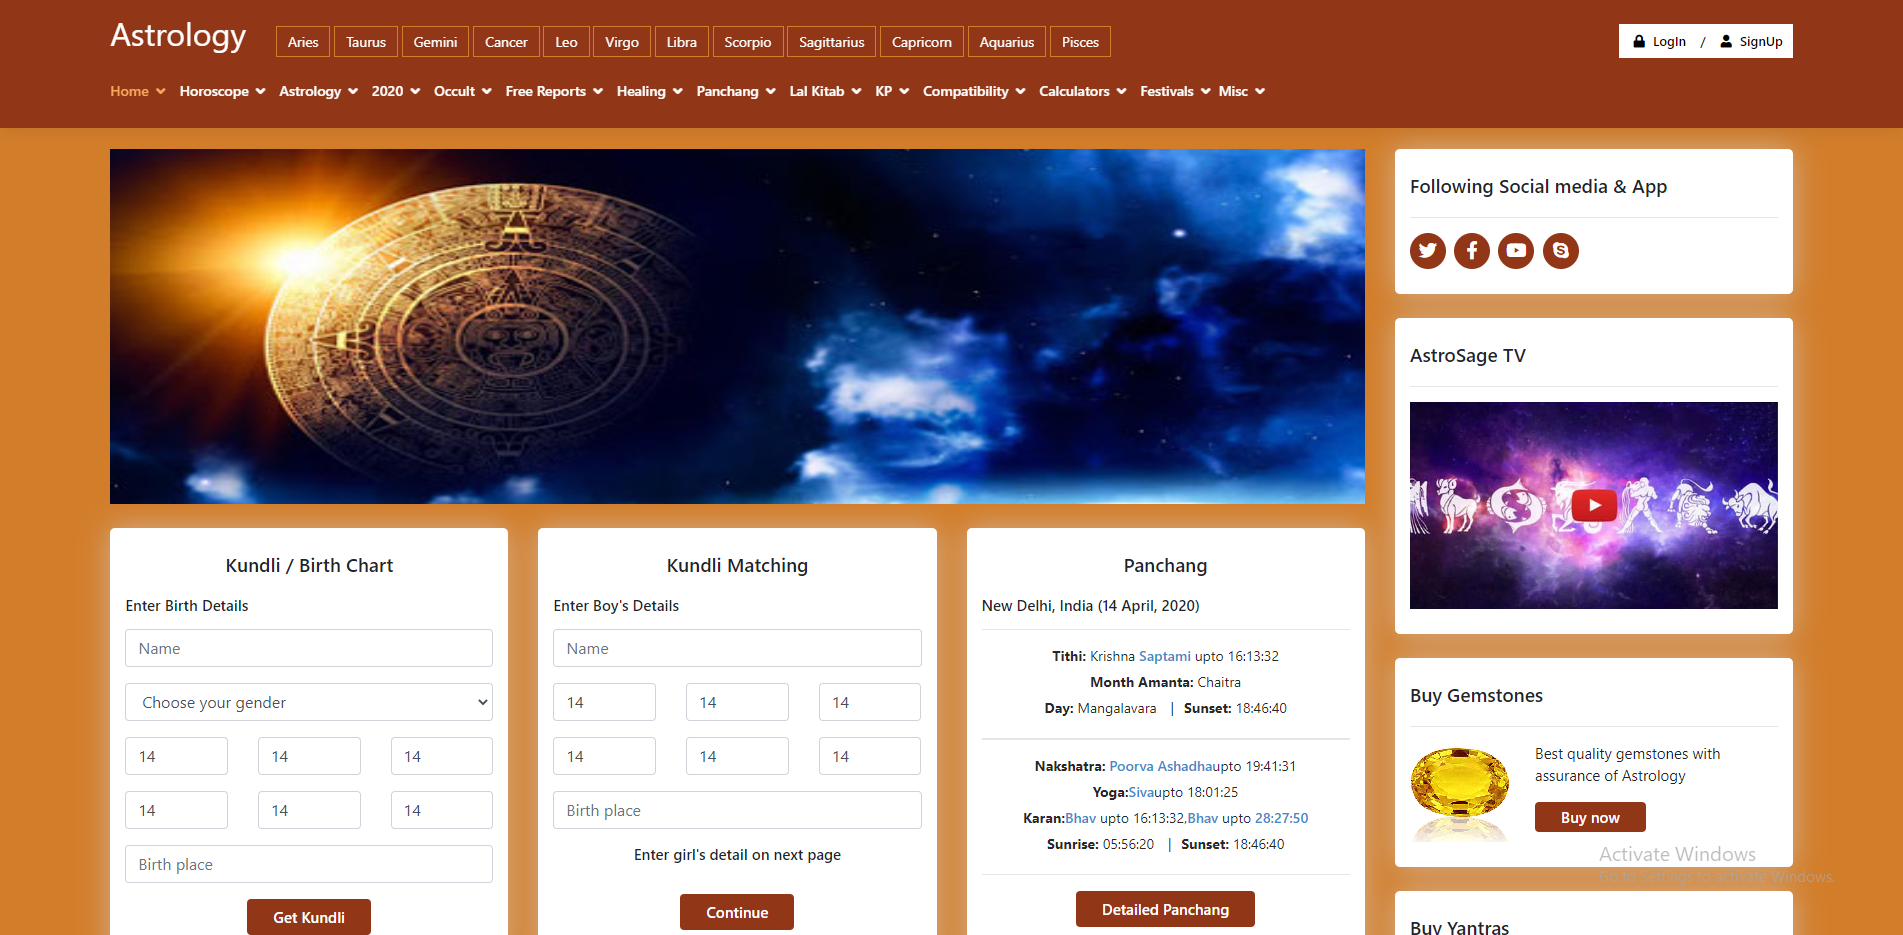 Astrology
Aries Taurus Gemini Cancer Leo Virgo Libra Scorpio Sagittarius Capricorn Aquarius Pisces
LogIn / SignUp
Home Horoscope Astrology 2020 Occult Free Reports Healing Panchang Lal Kitab KP Compatibility Calculators Festivals Misc
Following Social media & App
AstroSage TV
Kundli / Birth Chart
Enter Birth Details
Name
Choose your gender
14 14 14
14 14 14
Birth place
Get Kundli
Kundli Matching
Enter Boy's Details
Name
14 14 14
14 14 14
Birth place
Enter girl's detail on next page
Continue
Panchang
New Delhi, India (14 April, 2020)
Tithi: Krishna Saptami upto 16:13:32
Month Amanta: Chaitra
Day: Mangalavara | Sunset: 18:46:40
Nakshatra: Poorva Ashadhaupto 19:41:31
Yoga:Sivaupto 18:01:25
Karan:Bhav upto 16:13:32,Bhav upto 28:27:50
Sunrise: 05:56:20 | Sunset: 18:46:40
Detailed Panchang
Buy Gemstones
Best quality gemstones with
assurance of Astrology
Buy now
Activate Windows
Go to Settings to activate Windows.
Buy Yantras